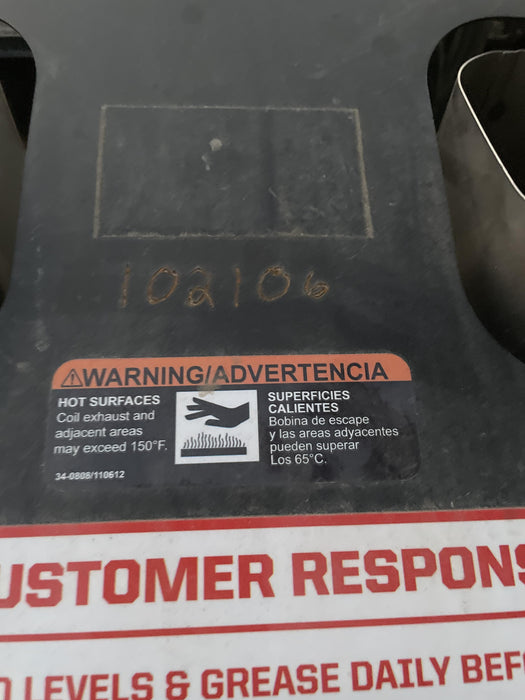 102106
⚠WARNING/ADVERTENCIA
HOT SURFACES
Coil exhaust and
adjacent areas
may exceed 150°F.
34-0808/110612
SUPERFICIES
CALIENTES
Bobina de escape
y las areas adyacentes
pueden superar
Los 65°C.
USTOMER RESPONS
LEVELS & GREASE DAILY BEF